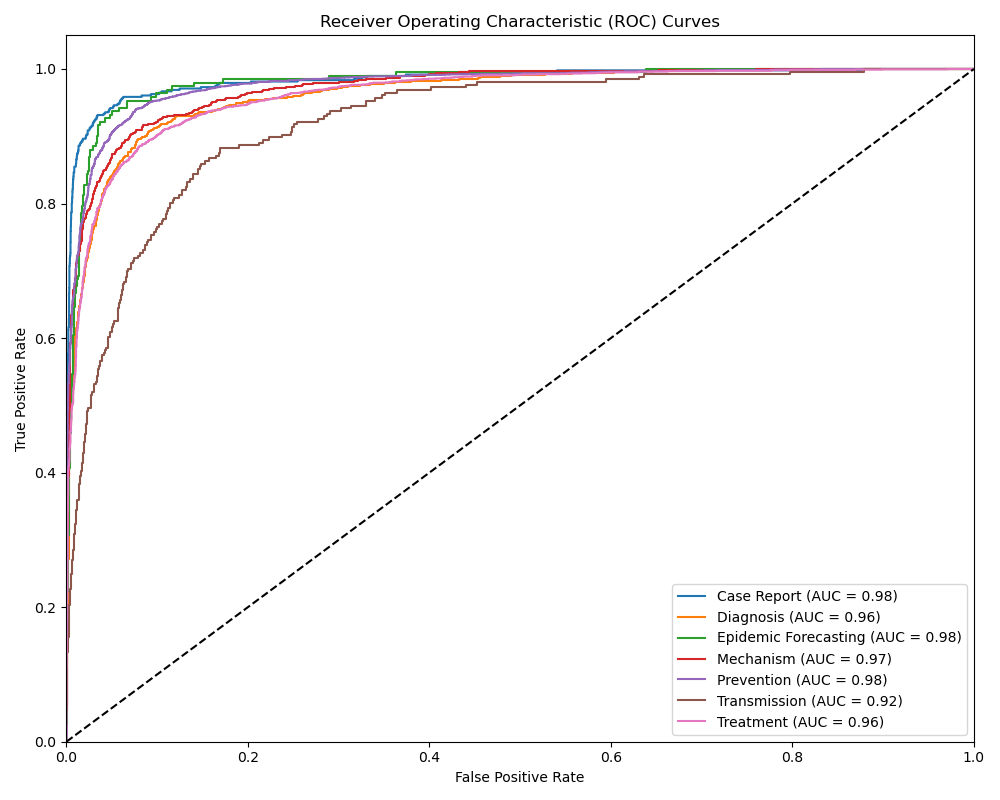 Receiver Operating Characteristic (ROC) Curves
1.0
0.8
0.6
0.4
0.2
0.0
True Positive Rate
0.0 0.2 0.4 0.6 0.8 1.0
False Positive Rate
Case Report (AUC = 0.98)
Diagnosis (AUC = 0.96)
Epidemic Forecasting (AUC = 0.98)
Mechanism (AUC = 0.97)
Prevention (AUC = 0.98)
Transmission (AUC = 0.92)
Treatment (AUC = 0.96)